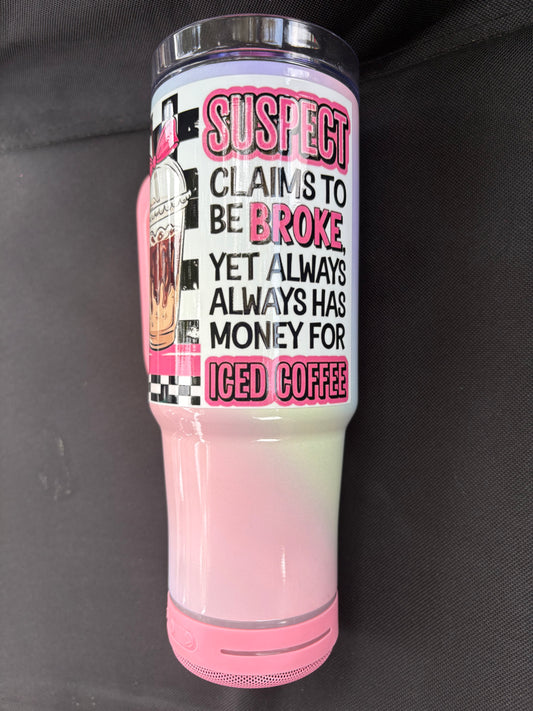 SUSPECT
CLAIMS TO
BE BROKE,
YET ALWAYS
ALWAYS HAS
MONEY FOR
ICED COFFEE